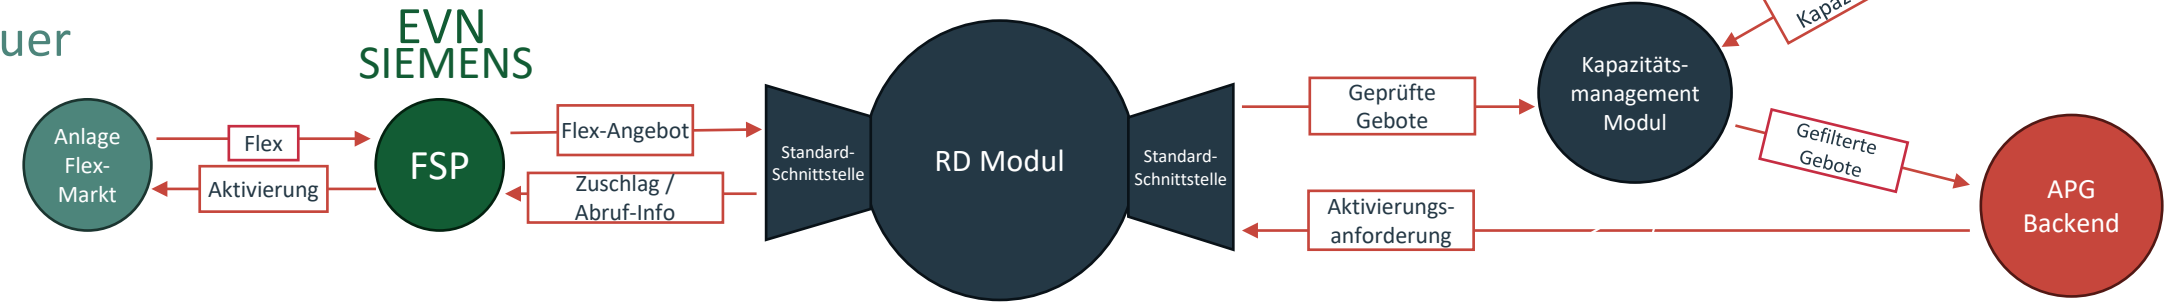 uer
EVN
SIEMENS
Anlage
Flex-
Markt
Flex
Aktivierung
FSP
Flex-Angebot
Zuschlag /
Abruf-Info
Standard-
Schnittstelle
RD Modul
Standard-
Schnittstelle
Geprüfte
Gebote
Aktivierungs-
anforderung
Kapazitäts-
management
Modul
Kapaz
Gefilterte
Gebote
APG
Backend